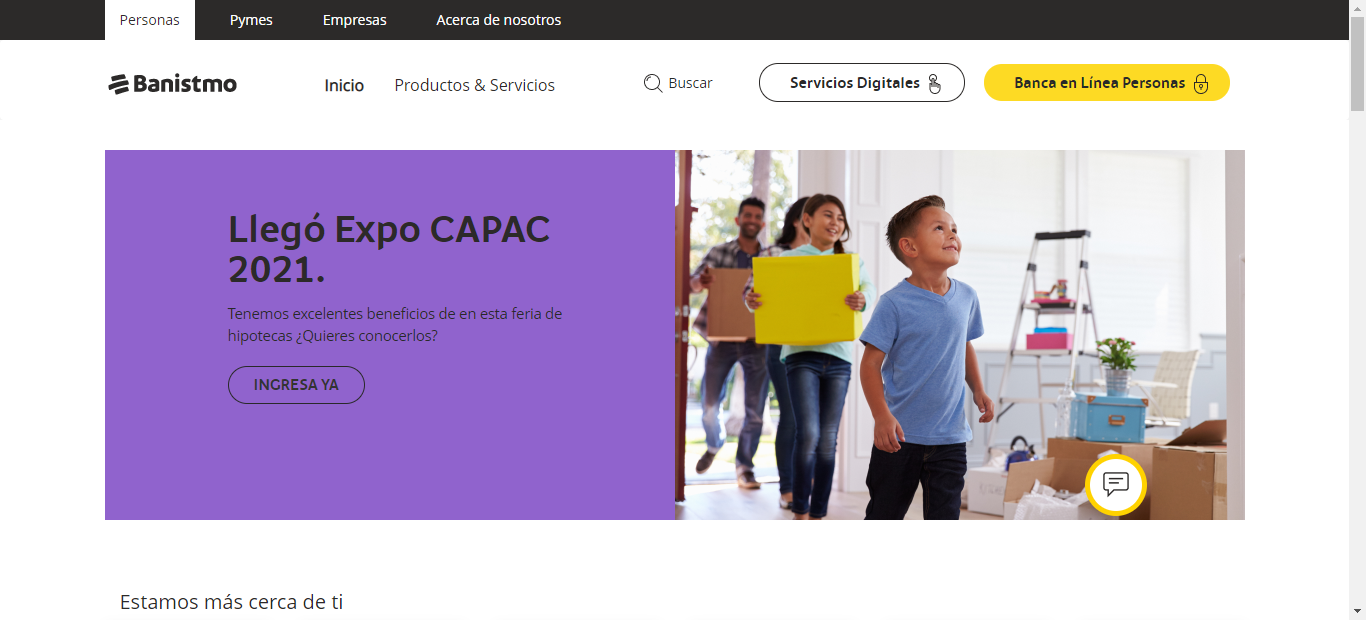 Personas Pymes Empresas Acerca de nosotros
Banistmo Inicio Productos & Servicios Buscar Servicios Digitales Banca en Línea Personas
Llegó Expo CAPAC
2021.
Tenemos excelentes beneficios de en esta feria de
hipotecas ¿Quieres conocerlos?
INGRESA YA
Estamos más cerca de ti